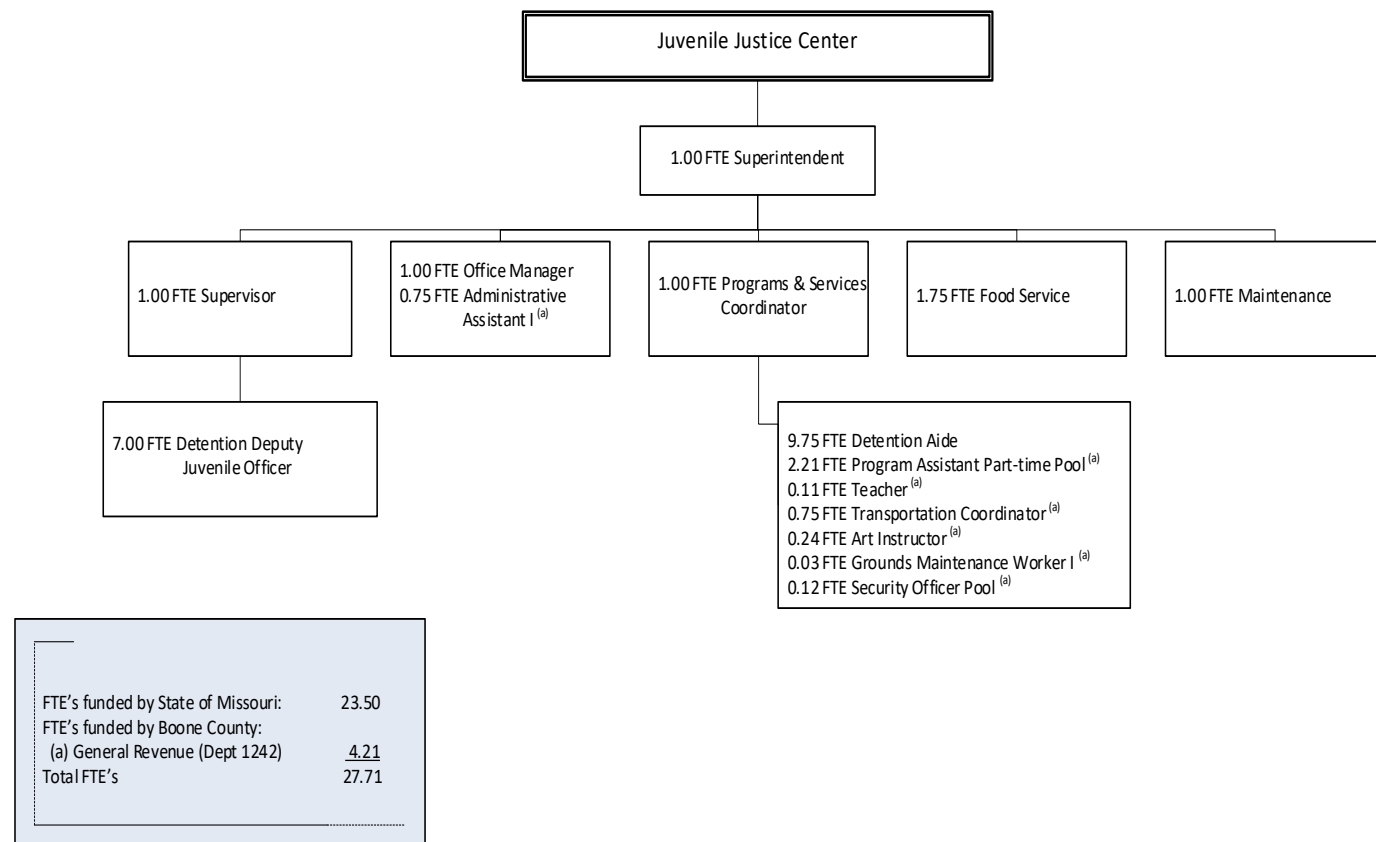 Juvenile Justice Center
1.00 FTE Superintendent
1.00 FTE Supervisor
1.00 FTE Office Manager
0.75 FTE Administrative
Assistant I (a)
1.00 FTE Programs & Services
Coordinator
1.75 FTE Food Service
1.00 FTE Maintenance
7.00 FTE Detention Deputy
Juvenile Officer
9.75 FTE Detention Aide
2.21 FTE Program Assistant Part-time Pool (a)
0.11 FTE Teacher (a)
0.75 FTE Transportation Coordinator (a)
0.24 FTE Art Instructor (a)
0.03 FTE Grounds Maintenance Worker I (a)
0.12 FTE Security Officer Pool (a)
FTE's funded by State of Missouri: 23.50
FTE's funded by Boone County:
(a) General Revenue (Dept 1242) 4.21
Total FTE's 27.71